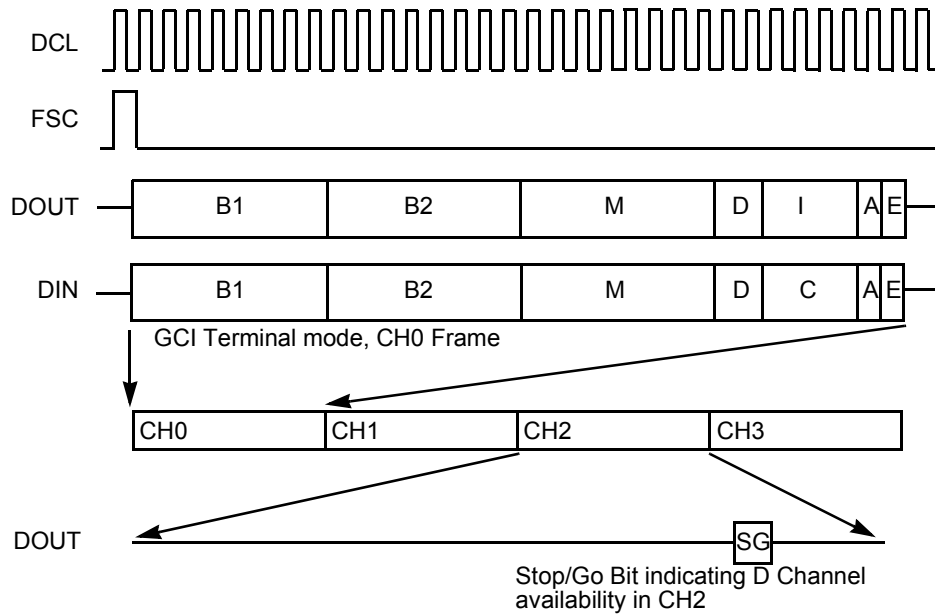 DCL
FSC
DOUT B1 B2 M D I A E
DIN B1 B2 M D C A E
GCI Terminal mode, CH0 Frame
CH0 CH1 CH2 CH3
DOUT SG
Stop/Go Bit indicating D Channel
availability in CH2